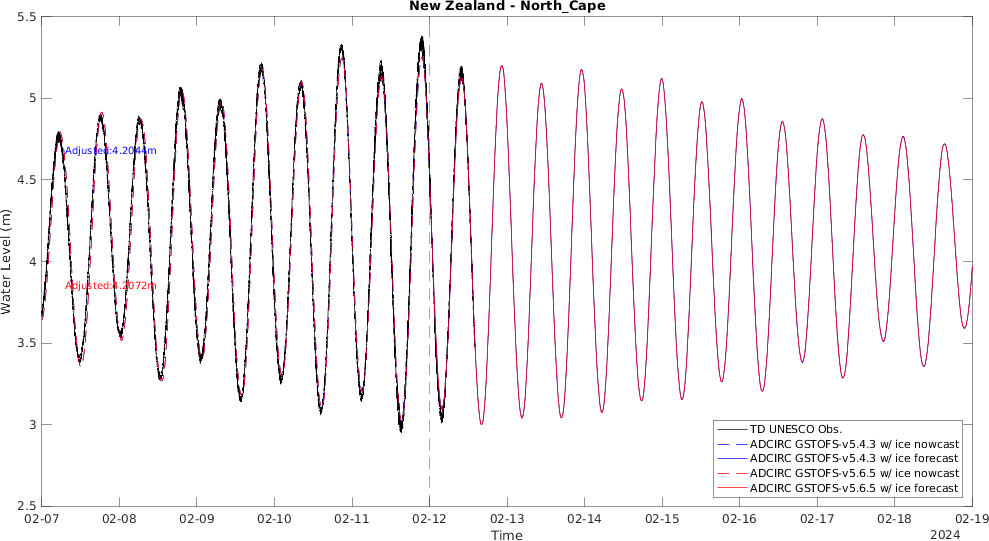 New Zealand - North_Cape
5.5
5
4.5
4
3.5
3
2.5
Water Level (m)
Adjusted:4.2044m
Adjusted:4.2072m
TD UNESCO Obs.
ADCIRC GSTOFS-v5.4.3 w/ ice nowcast
ADCIRC GSTOFS-v5.4.3 w/ ice forecast
ADCIRC GSTOFS-v5.6.5 w/ ice nowcast
ADCIRC GSTOFS-v5.6.5 w/ ice forecast
02-07 02-08 02-09 02-10 02-11 02-12 02-13 02-14 02-15 02-16 02-17 02-18 02-19
Time
2024